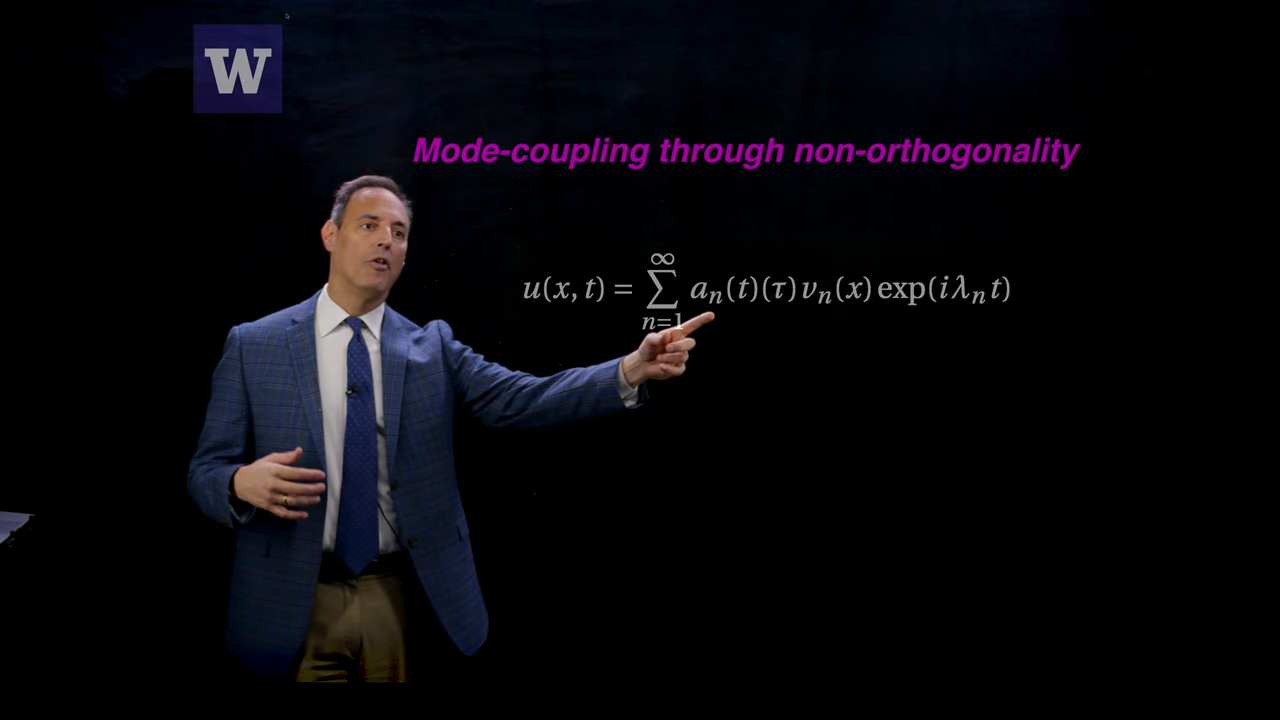 W
Mode-coupling through non-orthogonality
u(x, t) = ∑_{n=1}^{∞} a_n(t)(τ) v_n(x) exp(iλ_n t)